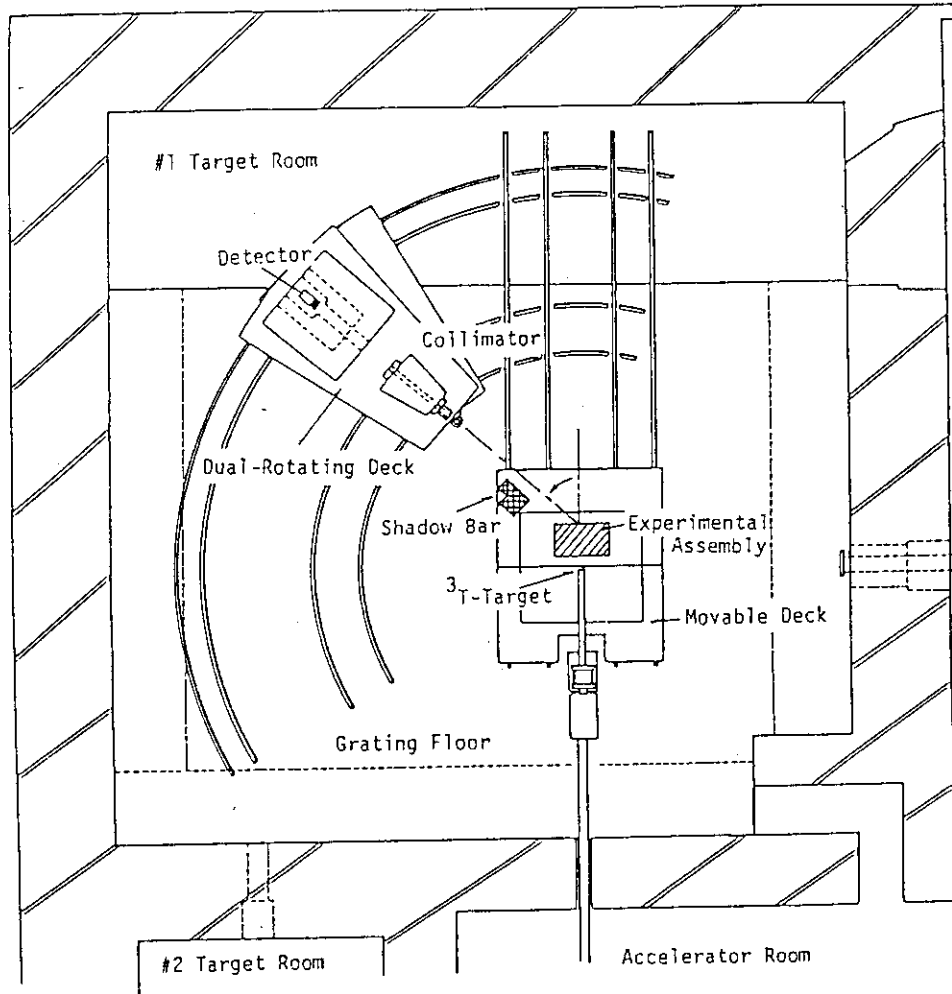 #1 Target Room
Detector
Collimator
Dual-Rotating Deck
Shadow Bar
Experimental
Assembly
3T-Target
Movable Deck
Grating Floor
#2 Target Room
Accelerator Room